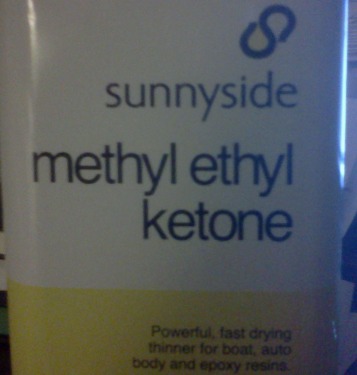 sunnyside
methyl ethyl
ketone
Powerful, fast drying
thinner for boat, auto
body and epoxy resins.